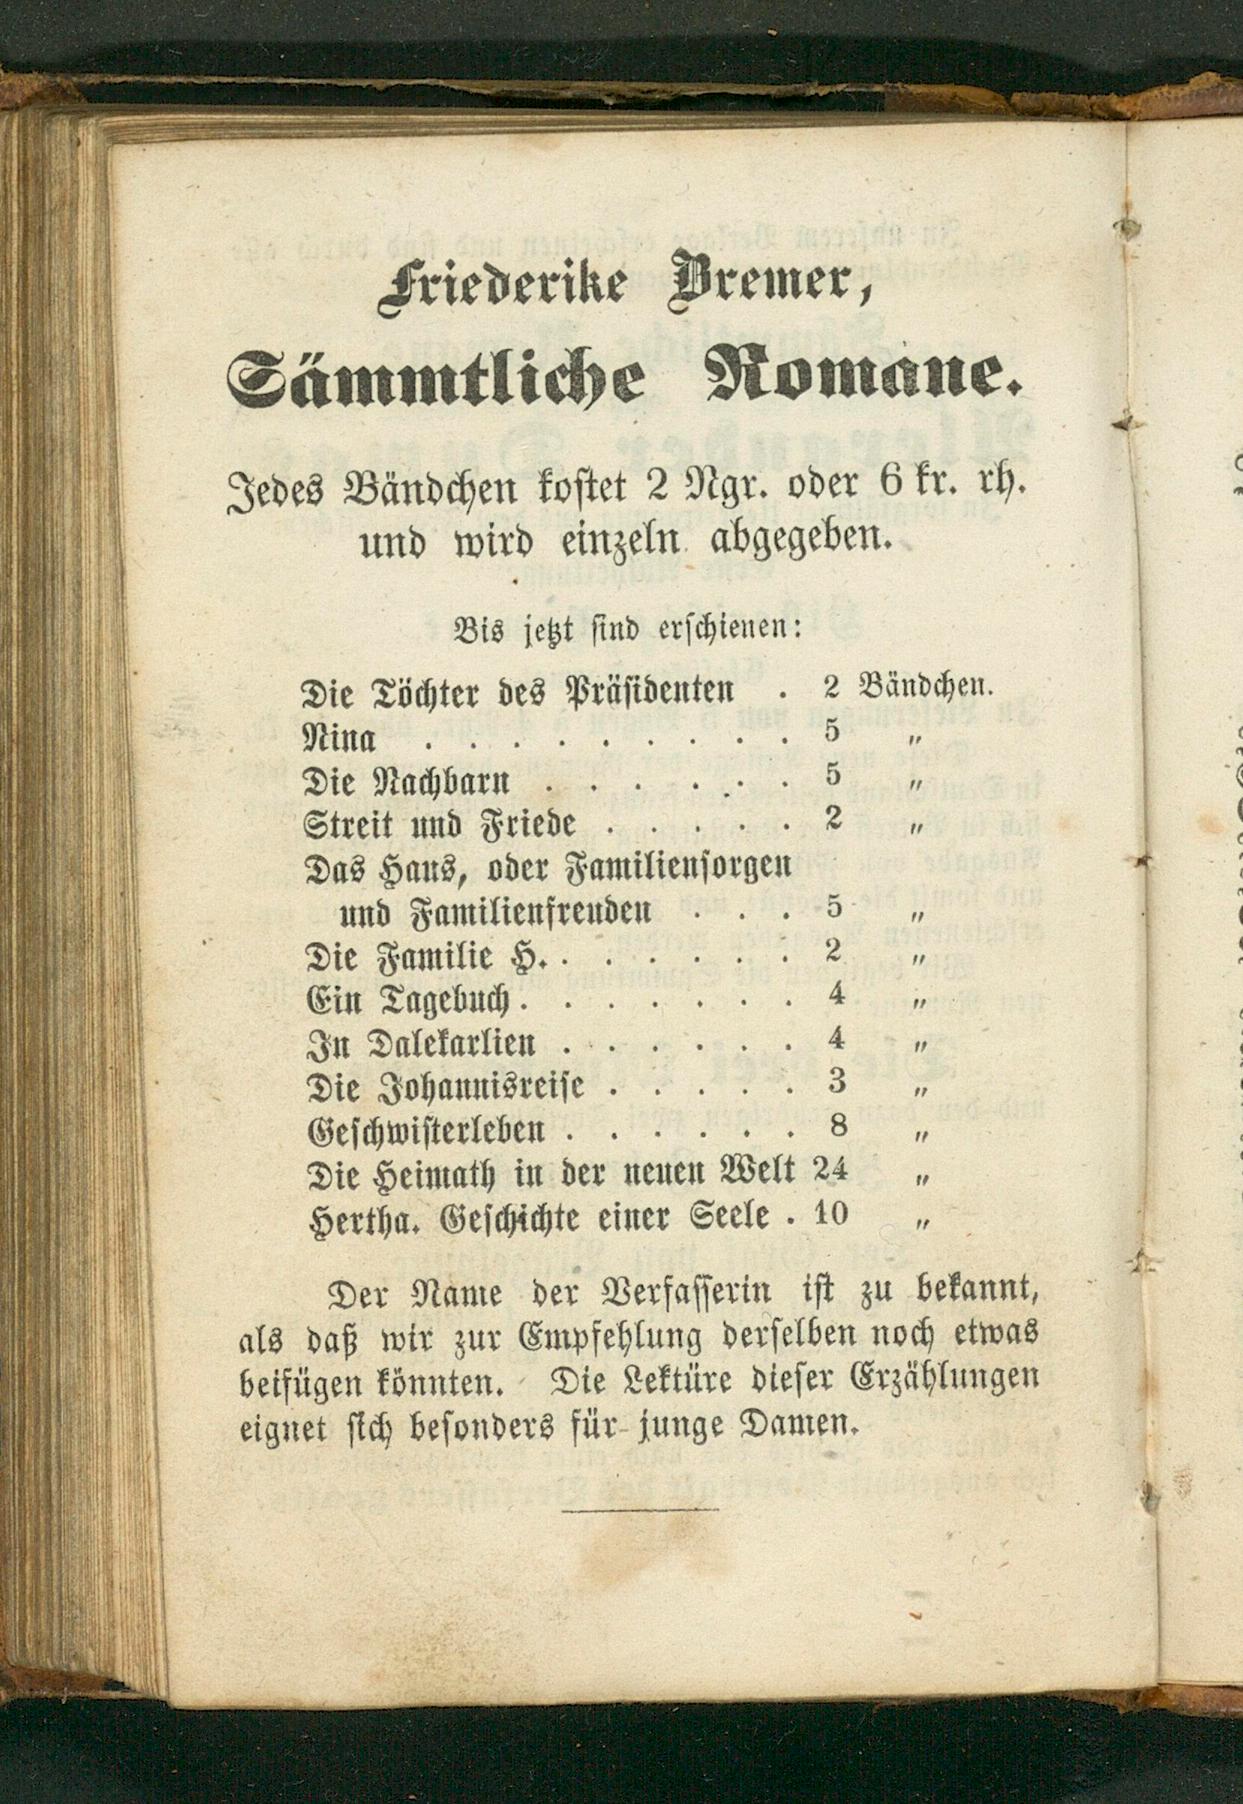 Friederike Bremer,
Sämmtliche Romane.
Jedes Bändchen kostet 2 Ngr. oder 6 kr. rh.
und wird einzeln abgegeben.
Bis jetzt sind erschienen:
Die Töchter des Präsidenten . 2 Bändchen.
Nina . . . . . . . . . 5 „
Die Nachbarn . . . . . . 5 „
Streit und Friede . . . . . 2 „
Das Haus, oder Familiensorgen
und Familienfreuden . . . 5 „
Die Familie H. . . . . . . 2 „
Ein Tagebuch . . . . . . . 4 „
In Dalekarlien . . . . . . 4 „
Die Johannisreise . . . . . 3 „
Geschwisterleben . . . . . . 8 „
Die Heimath in der neuen Welt 24 „
Hertha. Geschichte einer Seele . 10 „
Der Name der Verfasserin ist zu bekannt,
als daß wir zur Empfehlung derselben noch etwas
beifügen könnten. Die Lektüre dieser Erzählungen
eignet sich besonders für junge Damen.